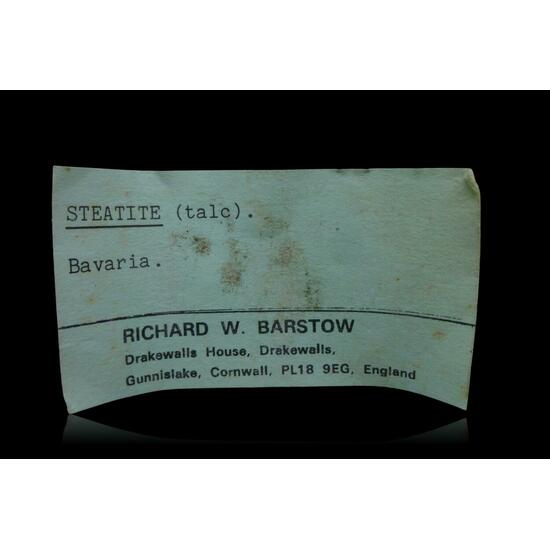 STEATITE (talc).
Bavaria.
RICHARD W. BARSTOW
Drakewalls House, Drakewalls,
Gunnislake, Cornwall, PL18 9EG, England